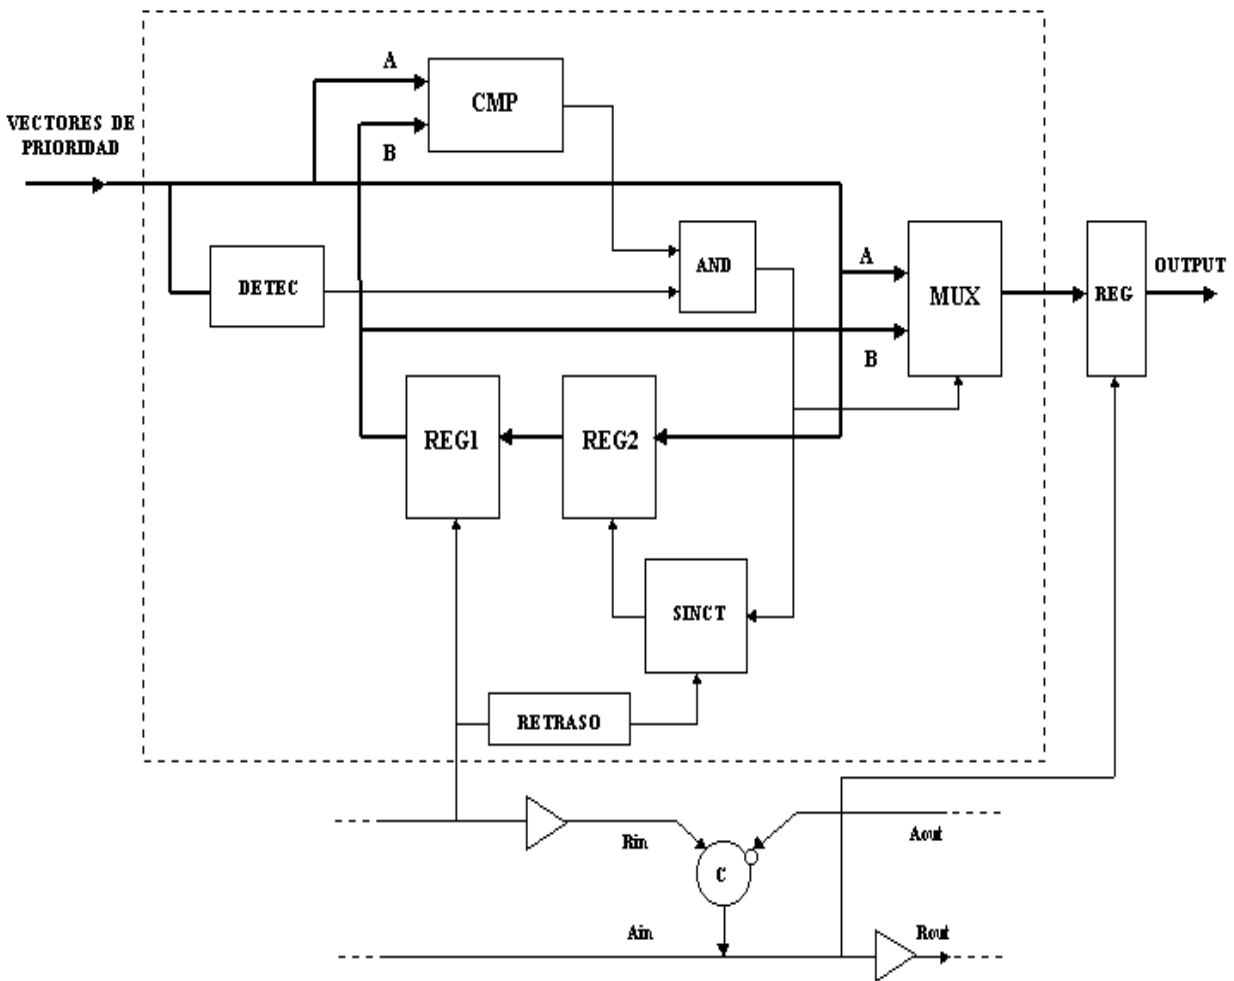 A
CMP
VECTORES DE
PRIORIDAD
B
AND
A
OUTPUT
DETEC
MUX
REG
B
REG1
REG2
SINCT
RETRASO
Rin
Aout
C
Ain
Rout